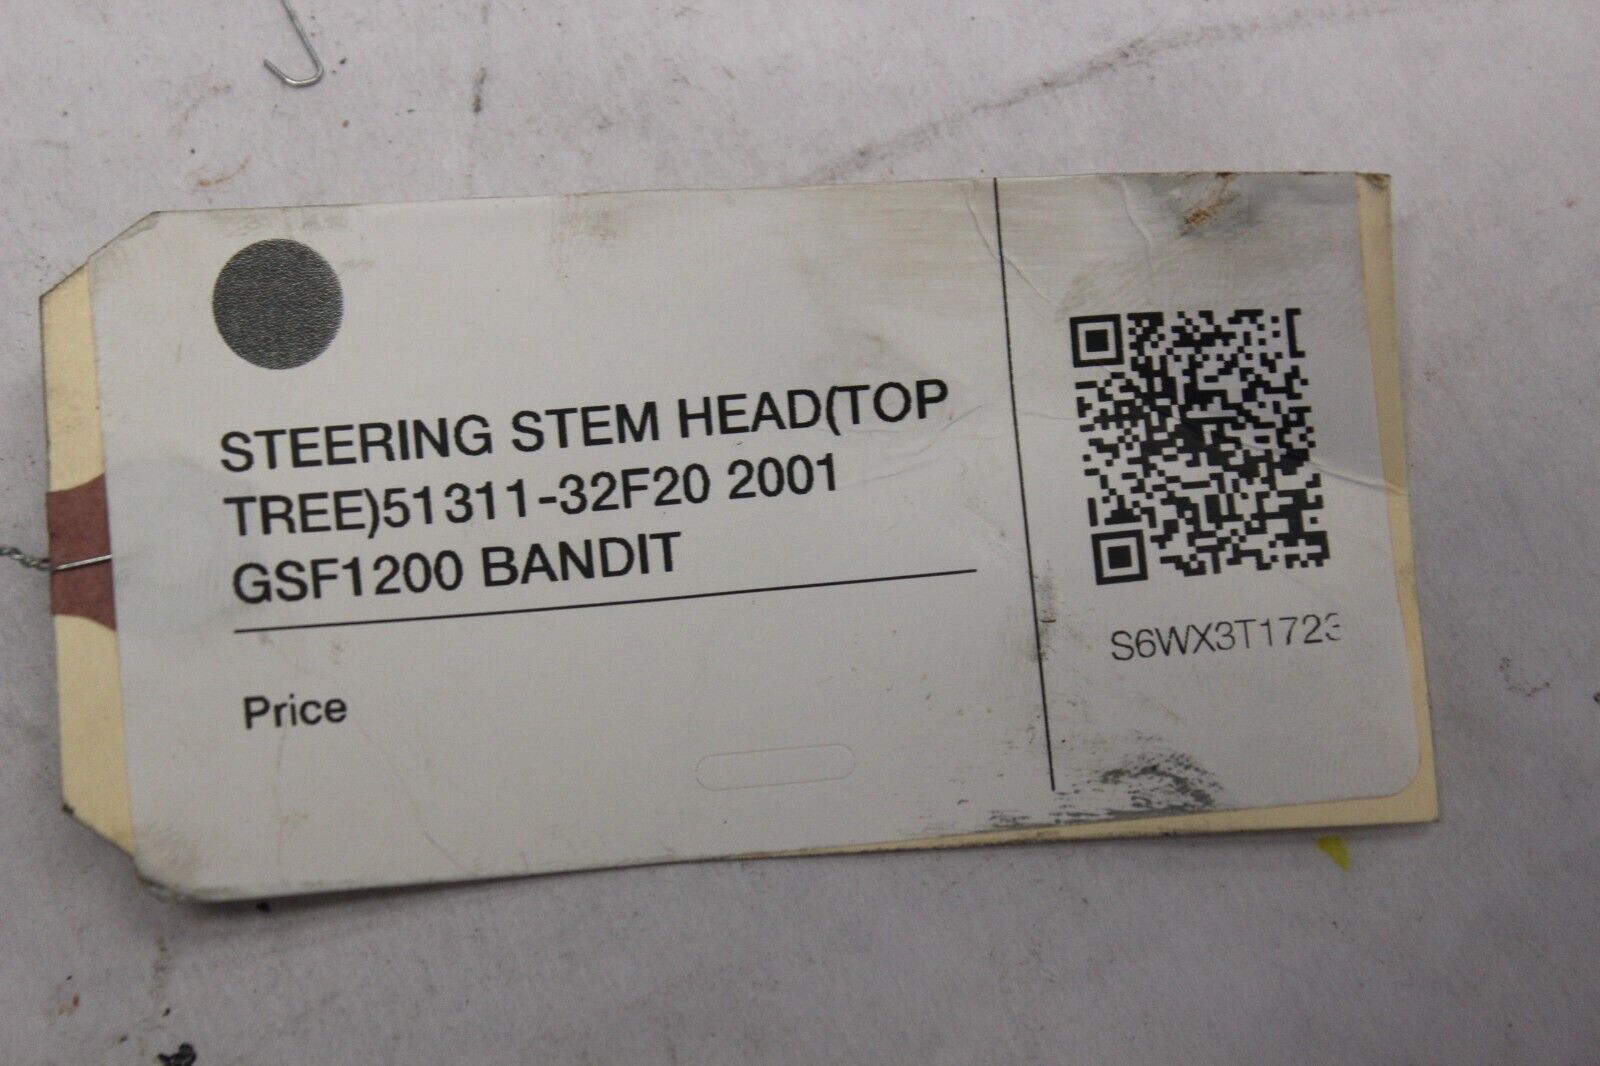 STEERING STEM HEAD(TOP
TREE)51311-32F20 2001
GSF1200 BANDIT
Price
S6WX3T1723